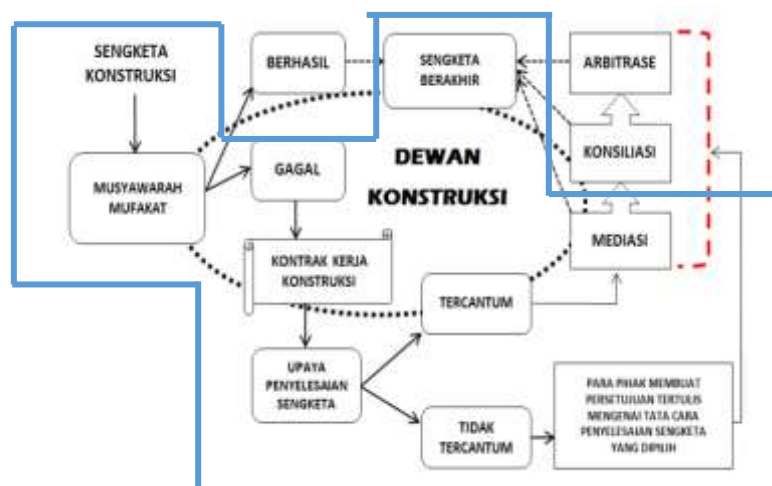 SENGKETA
KONSTRUKSI
BERHASIL
SENGKETA
BERAKHIR
ARBITRASE
MUSYAWARAH
MUFAKAT
GAGAL
DEWAN
KONSTRUKSI
KONSILIASI
MEDIASI
KONTRAK KERJA
KONSTRUKSI
TERCANTUM
UPAYA
PENYELESAIAN
SENGKETA
TIDAK
TERCANTUM
PARA PIHAK MEMBUAT
PERSETUJUAN TERTULIS
MENGENAI TATA CARA
PENYELESAIAN SENGKETA
YANG DIPILIH